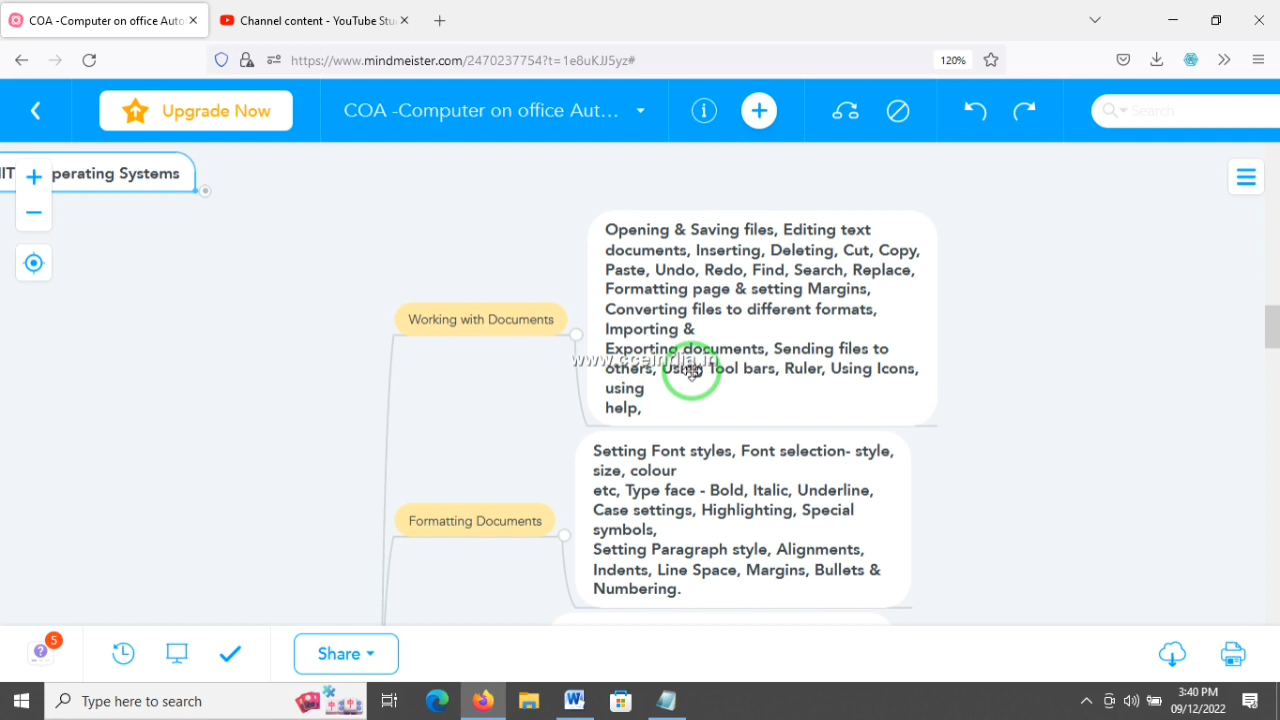 COA -Computer on office Auto
Channel content - YouTube Stu
https://www.mindmeister.com/2470237754?t=1e8uKJJ5yz#
120%
Upgrade Now
COA -Computer on office Aut...
Search
perating Systems
Opening & Saving files, Editing text
documents, Inserting, Deleting, Cut, Copy,
Paste, Undo, Redo, Find, Search, Replace,
Formatting page & setting Margins,
Converting files to different formats,
Importing &
Exporting documents, Sending files to
others, Using Tool bars, Ruler, Using Icons,
using
help,
Working with Documents
www.cceindia.in
Setting Font styles, Font selection- style,
size, colour
etc, Type face - Bold, Italic, Underline,
Case settings, Highlighting, Special
symbols,
Setting Paragraph style, Alignments,
Indents, Line Space, Margins, Bullets &
Numbering.
Formatting Documents
5
Share
Type here to search
3:40 PM
09/12/2022